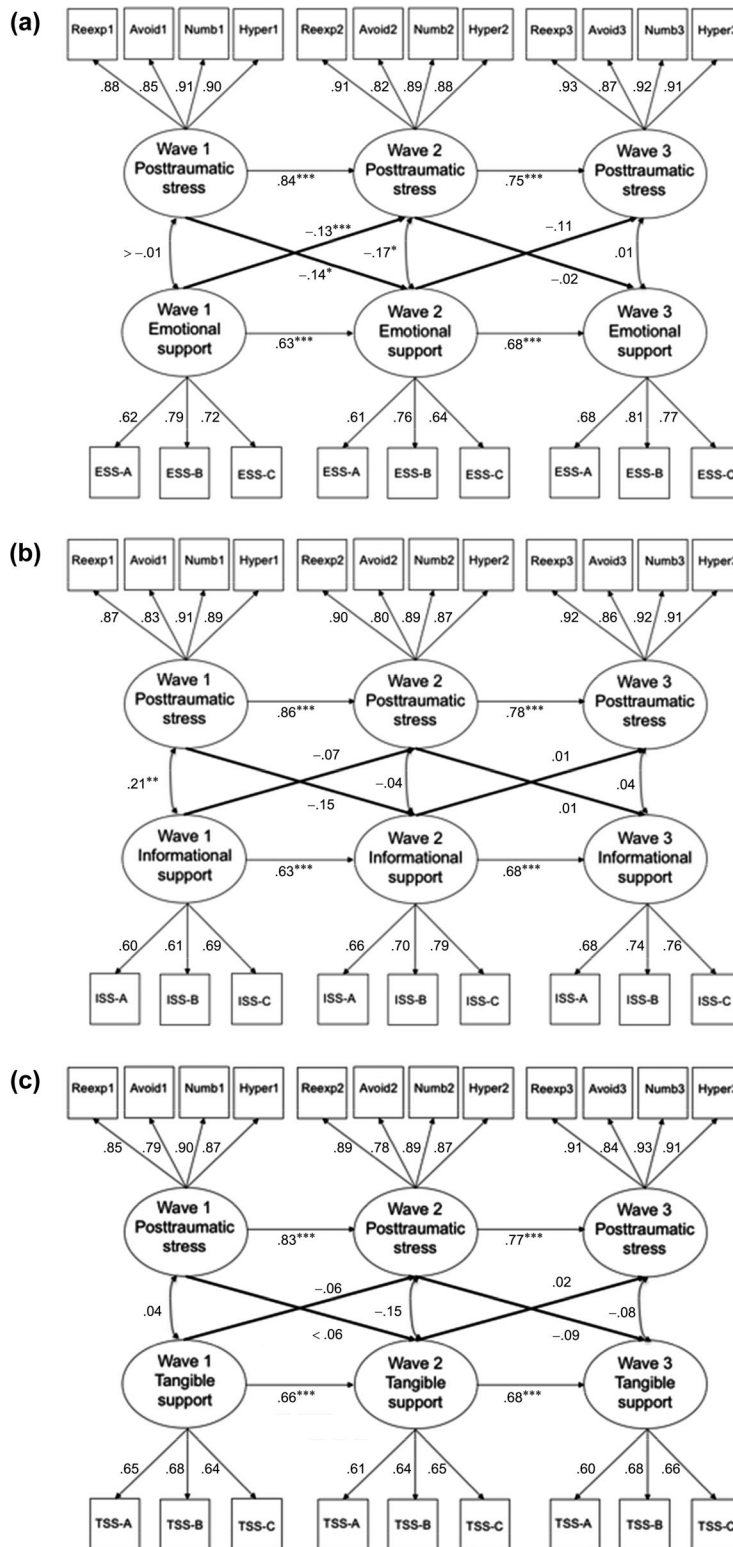 (a)
Reexp1 Avoid1 Numb1 Hyper1 Reexp2 Avoid2 Numb2 Hyper2 Reexp3 Avoid3 Numb3 Hyper3
.88 .85 .91 .90 .91 .82 .89 .88 .93 .87 .92 .91
Wave 1 Wave 2 Wave 3
Posttraumatic Posttraumatic Posttraumatic
stress stress stress
.84*** .75***
–.13*** –.11
> –.01 –.17* .01
–.14* –.02
Wave 1 Wave 2 Wave 3
Emotional Emotional Emotional
support support support
.63*** .68***
.62 .79 .72 .61 .76 .64 .68 .81 .77
ESS-A ESS-B ESS-C ESS-A ESS-B ESS-C ESS-A ESS-B ESS-C
(b)
Reexp1 Avoid1 Numb1 Hyper1 Reexp2 Avoid2 Numb2 Hyper2 Reexp3 Avoid3 Numb3 Hyper3
.87 .83 .91 .89 .90 .80 .89 .87 .92 .86 .92 .91
Wave 1 Wave 2 Wave 3
Posttraumatic Posttraumatic Posttraumatic
stress stress stress
.86*** .78***
–.07 .01
.21** –.04 .04
–.15 .01
Wave 1 Wave 2 Wave 3
Informational Informational Informational
support support support
.63*** .68***
.60 .61 .69 .66 .70 .79 .68 .74 .76
ISS-A ISS-B ISS-C ISS-A ISS-B ISS-C ISS-A ISS-B ISS-C
(c)
Reexp1 Avoid1 Numb1 Hyper1 Reexp2 Avoid2 Numb2 Hyper2 Reexp3 Avoid3 Numb3 Hyper3
.85 .79 .90 .87 .89 .78 .89 .87 .91 .84 .93 .91
Wave 1 Wave 2 Wave 3
Posttraumatic Posttraumatic Posttraumatic
stress stress stress
.83*** .77***
–.06 .02
.04 –.15 –.08
< .06 –.09
Wave 1 Wave 2 Wave 3
Tangible Tangible Tangible
support support support
.66*** .68***
.65 .68 .64 .61 .64 .65 .60 .68 .66
TSS-A TSS-B TSS-C TSS-A TSS-B TSS-C TSS-A TSS-B TSS-C